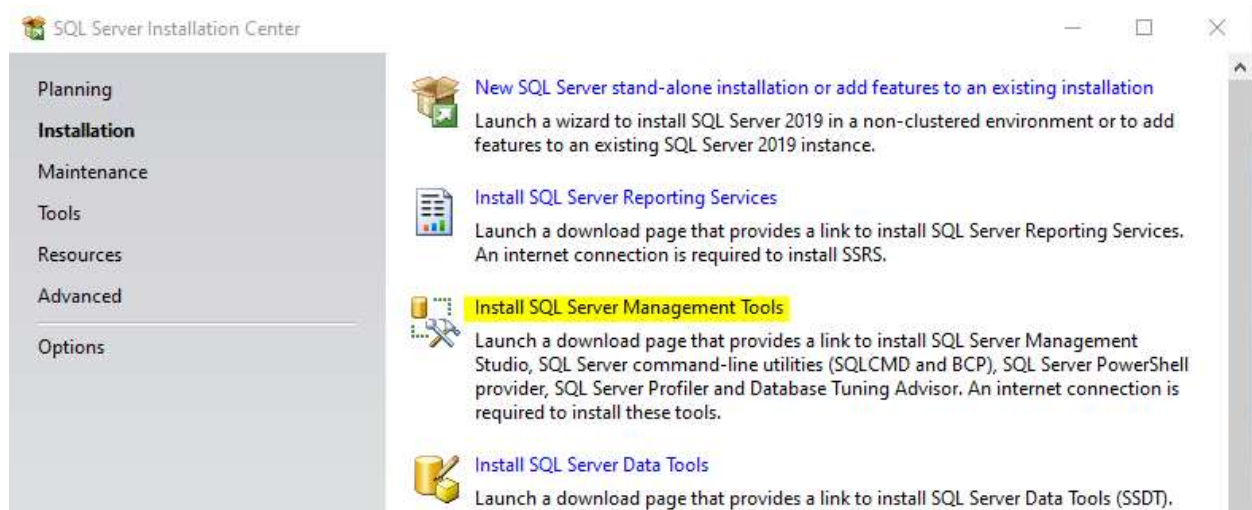 SQL Server Installation Center
Planning
Installation
Maintenance
Tools
Resources
Advanced
Options
New SQL Server stand-alone installation or add features to an existing installation
Launch a wizard to install SQL Server 2019 in a non-clustered environment or to add
features to an existing SQL Server 2019 instance.
Install SQL Server Reporting Services
Launch a download page that provides a link to install SQL Server Reporting Services.
An internet connection is required to install SSRS.
Install SQL Server Management Tools
Launch a download page that provides a link to install SQL Server Management
Studio, SQL Server command-line utilities (SQLCMD and BCP), SQL Server PowerShell
provider, SQL Server Profiler and Database Tuning Advisor. An internet connection is
required to install these tools.
Install SQL Server Data Tools
Launch a download page that provides a link to install SQL Server Data Tools (SSDT).